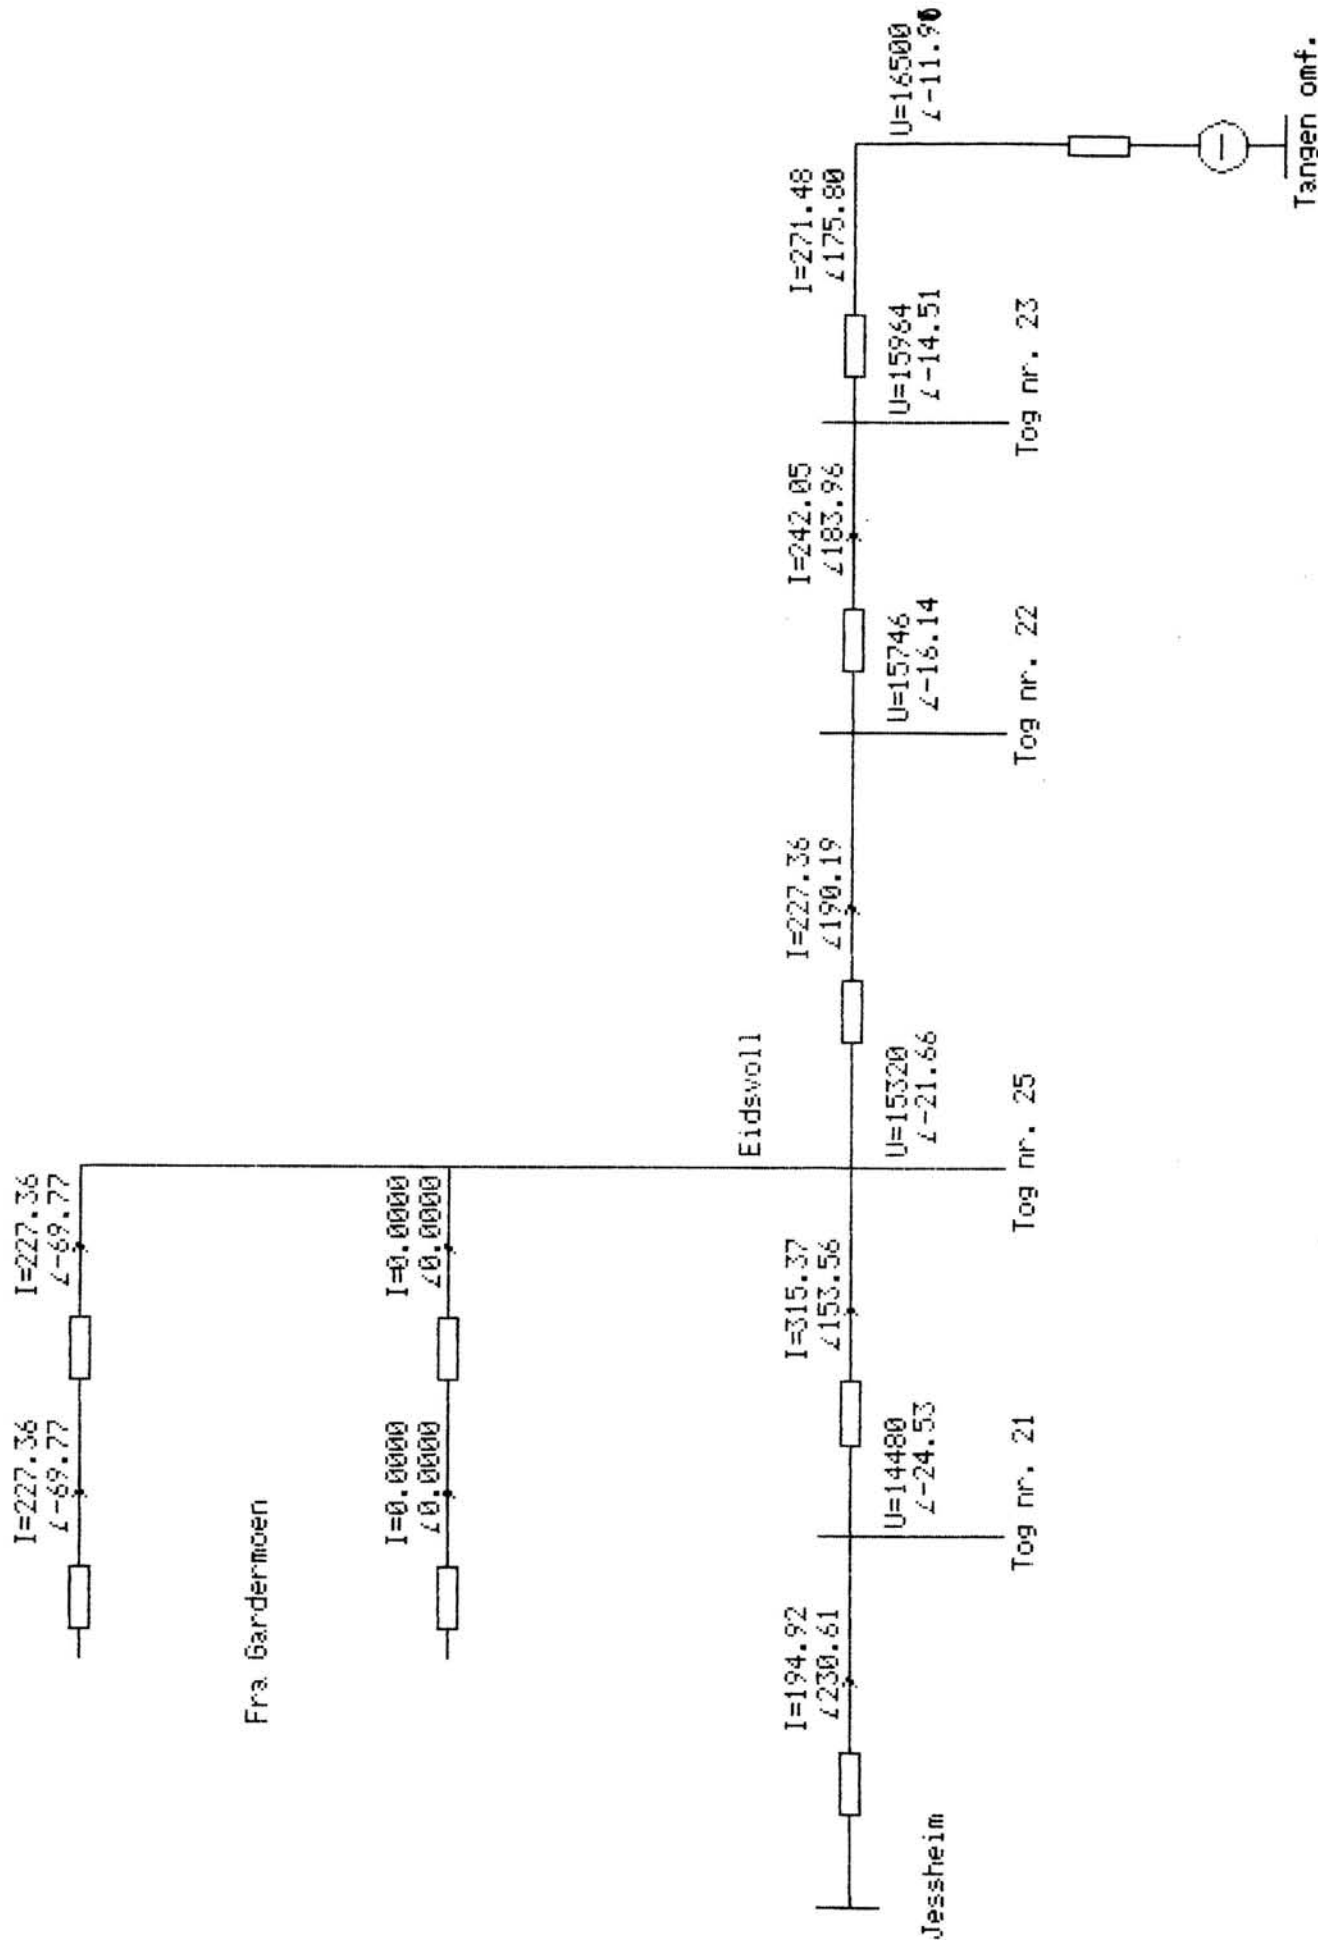 I=227.36
∠-69.77
I=227.36
∠-69.77
Fra Gardermoen
I=0.0000
∠0.0000
I=0.0000
∠0.0000
Eidsvoll
I=194.92
∠230.61
I=315.37
∠153.56
I=227.36
∠190.19
I=242.05
∠183.96
I=271.48
∠175.80
Jessheim
U=14480
∠-24.53
Tog nr. 21
U=15320
∠-21.66
Tog nr. 25
U=15746
∠-16.14
Tog nr. 22
U=15964
∠-14.51
Tog nr. 23
U=16500
Tangen omf.